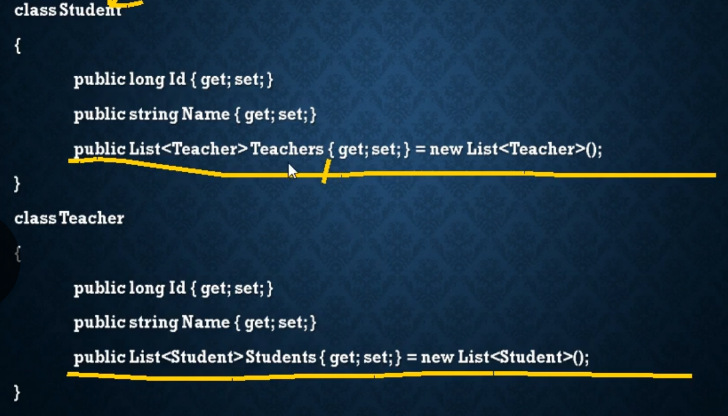 class Student
{
public long Id { get; set; }
public string Name { get; set; }
public List<Teacher> Teachers { get; set; } = new List<Teacher>();
}
class Teacher
{
public long Id { get; set; }
public string Name { get; set; }
public List<Student> Students { get; set; } = new List<Student>();
}